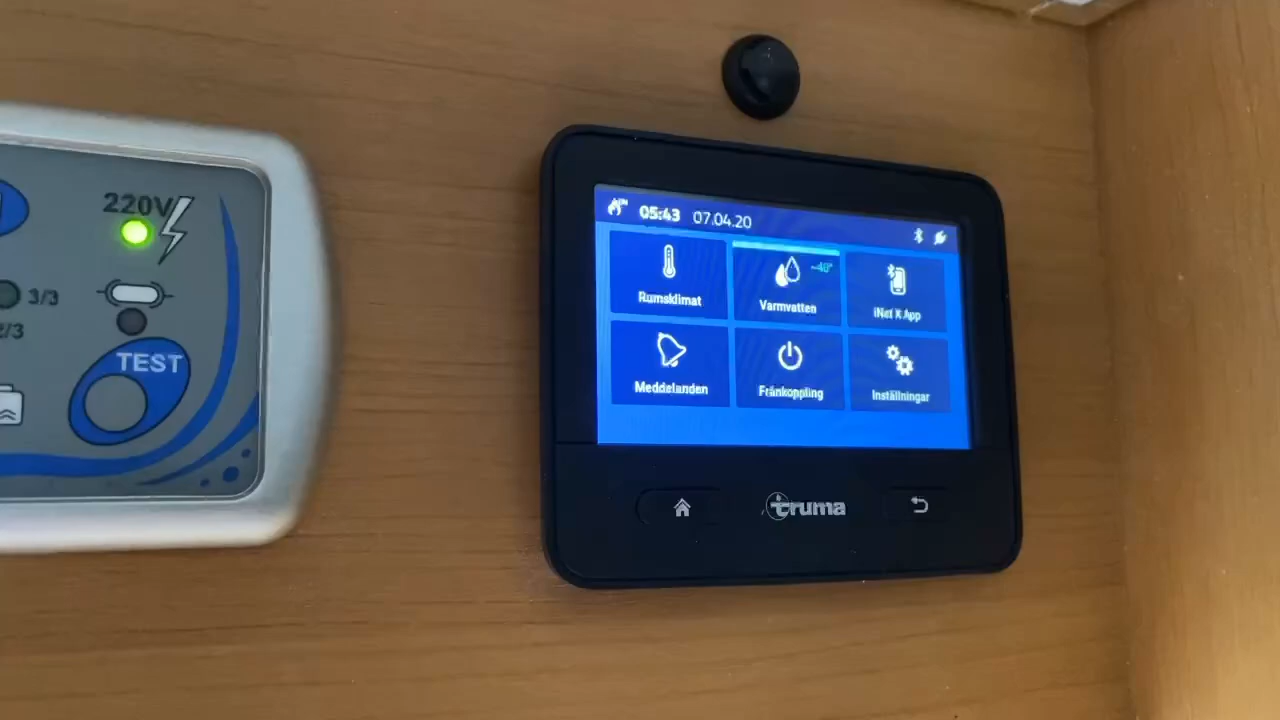 220V
3/3
2/3
TEST
05:43 07.04.20
Rumsklimat
Varmvatten
~40°
iNet X App
Meddelanden
Frånkoppling
Inställningar
truma